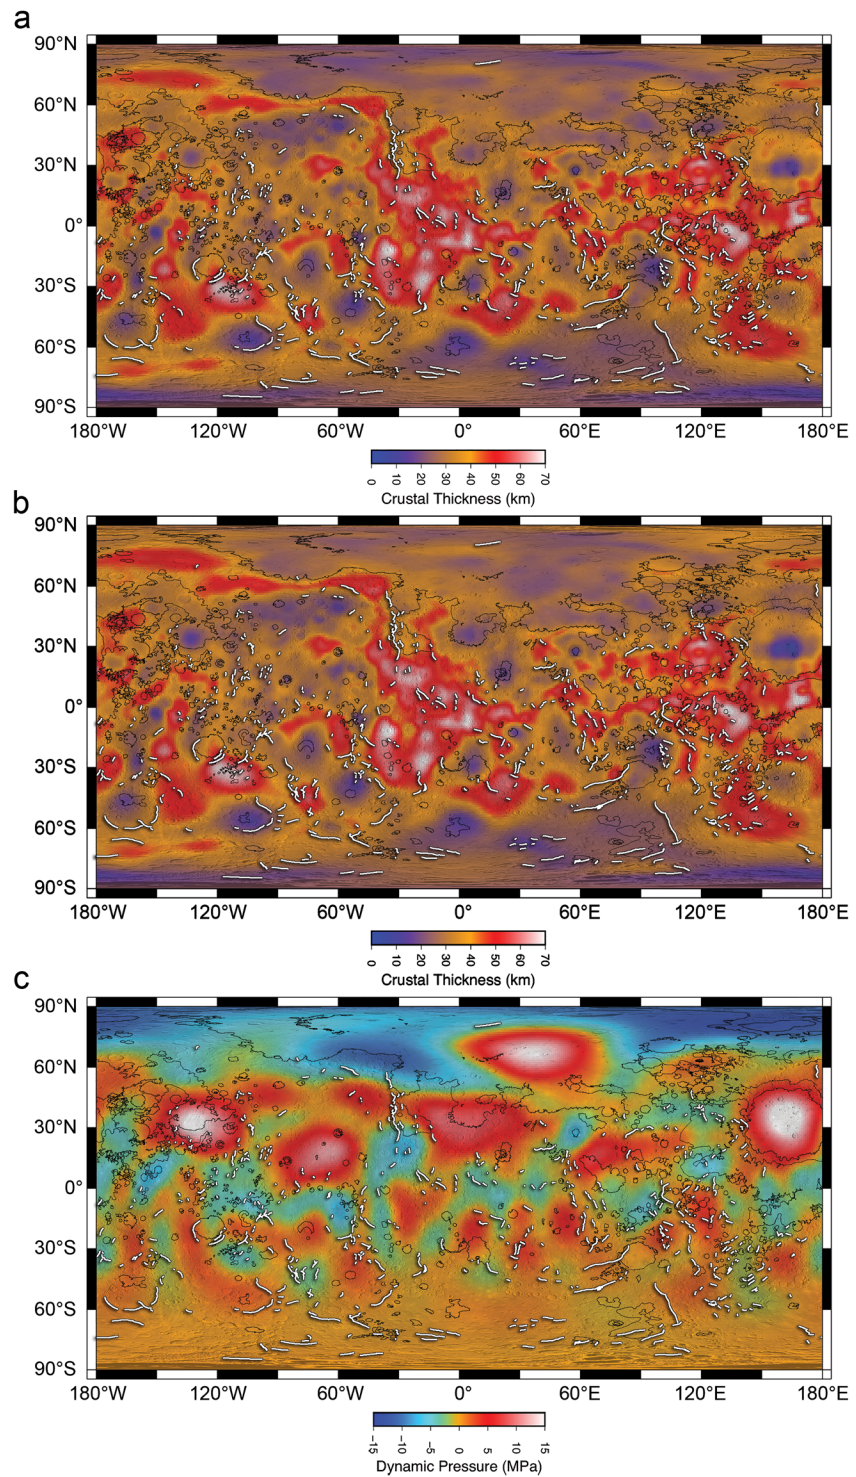 a
90°N
60°N
30°N
0°
30°S
60°S
90°S
180°W 120°W 60°W 0° 60°E 120°E 180°E
0 10 20 30 40 50 60 70
Crustal Thickness (km)
b
90°N
60°N
30°N
0°
30°S
60°S
90°S
180°W 120°W 60°W 0° 60°E 120°E 180°E
0 10 20 30 40 50 60 70
Crustal Thickness (km)
c
90°N
60°N
30°N
0°
30°S
60°S
90°S
180°W 120°W 60°W 0° 60°E 120°E 180°E
−15 −10 −5 0 5 10 15
Dynamic Pressure (MPa)